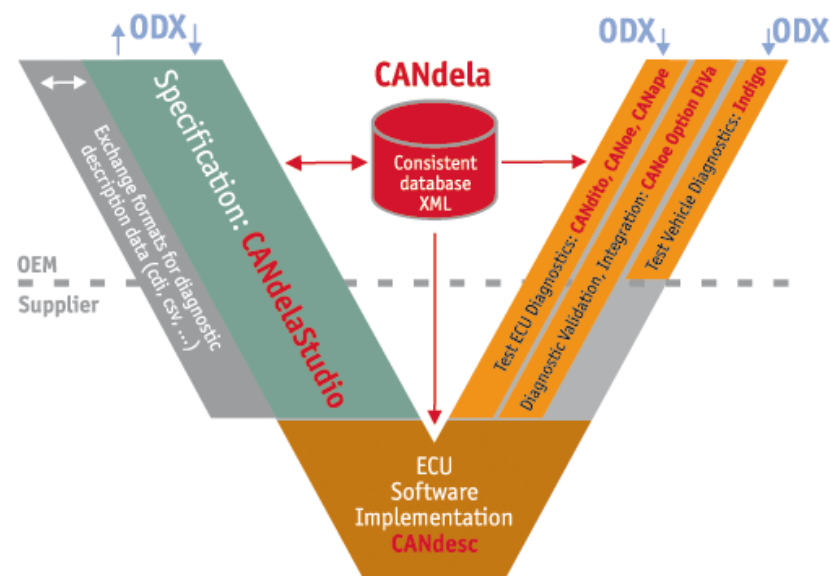 ODX
ODX
ODX
CANdela
Consistent
database
XML
Exchange formats for diagnostic
description data (cdi, csv, ...)
Specification: CANdelaStudio
Test ECU Diagnostics: CANdito, CANoe, CANape
Diagnostic Validation, Integration: CANoe Option DiVa
Test Vehicle Diagnostics: Indigo
OEM
Supplier
ECU
Software
Implementation
CANdesc